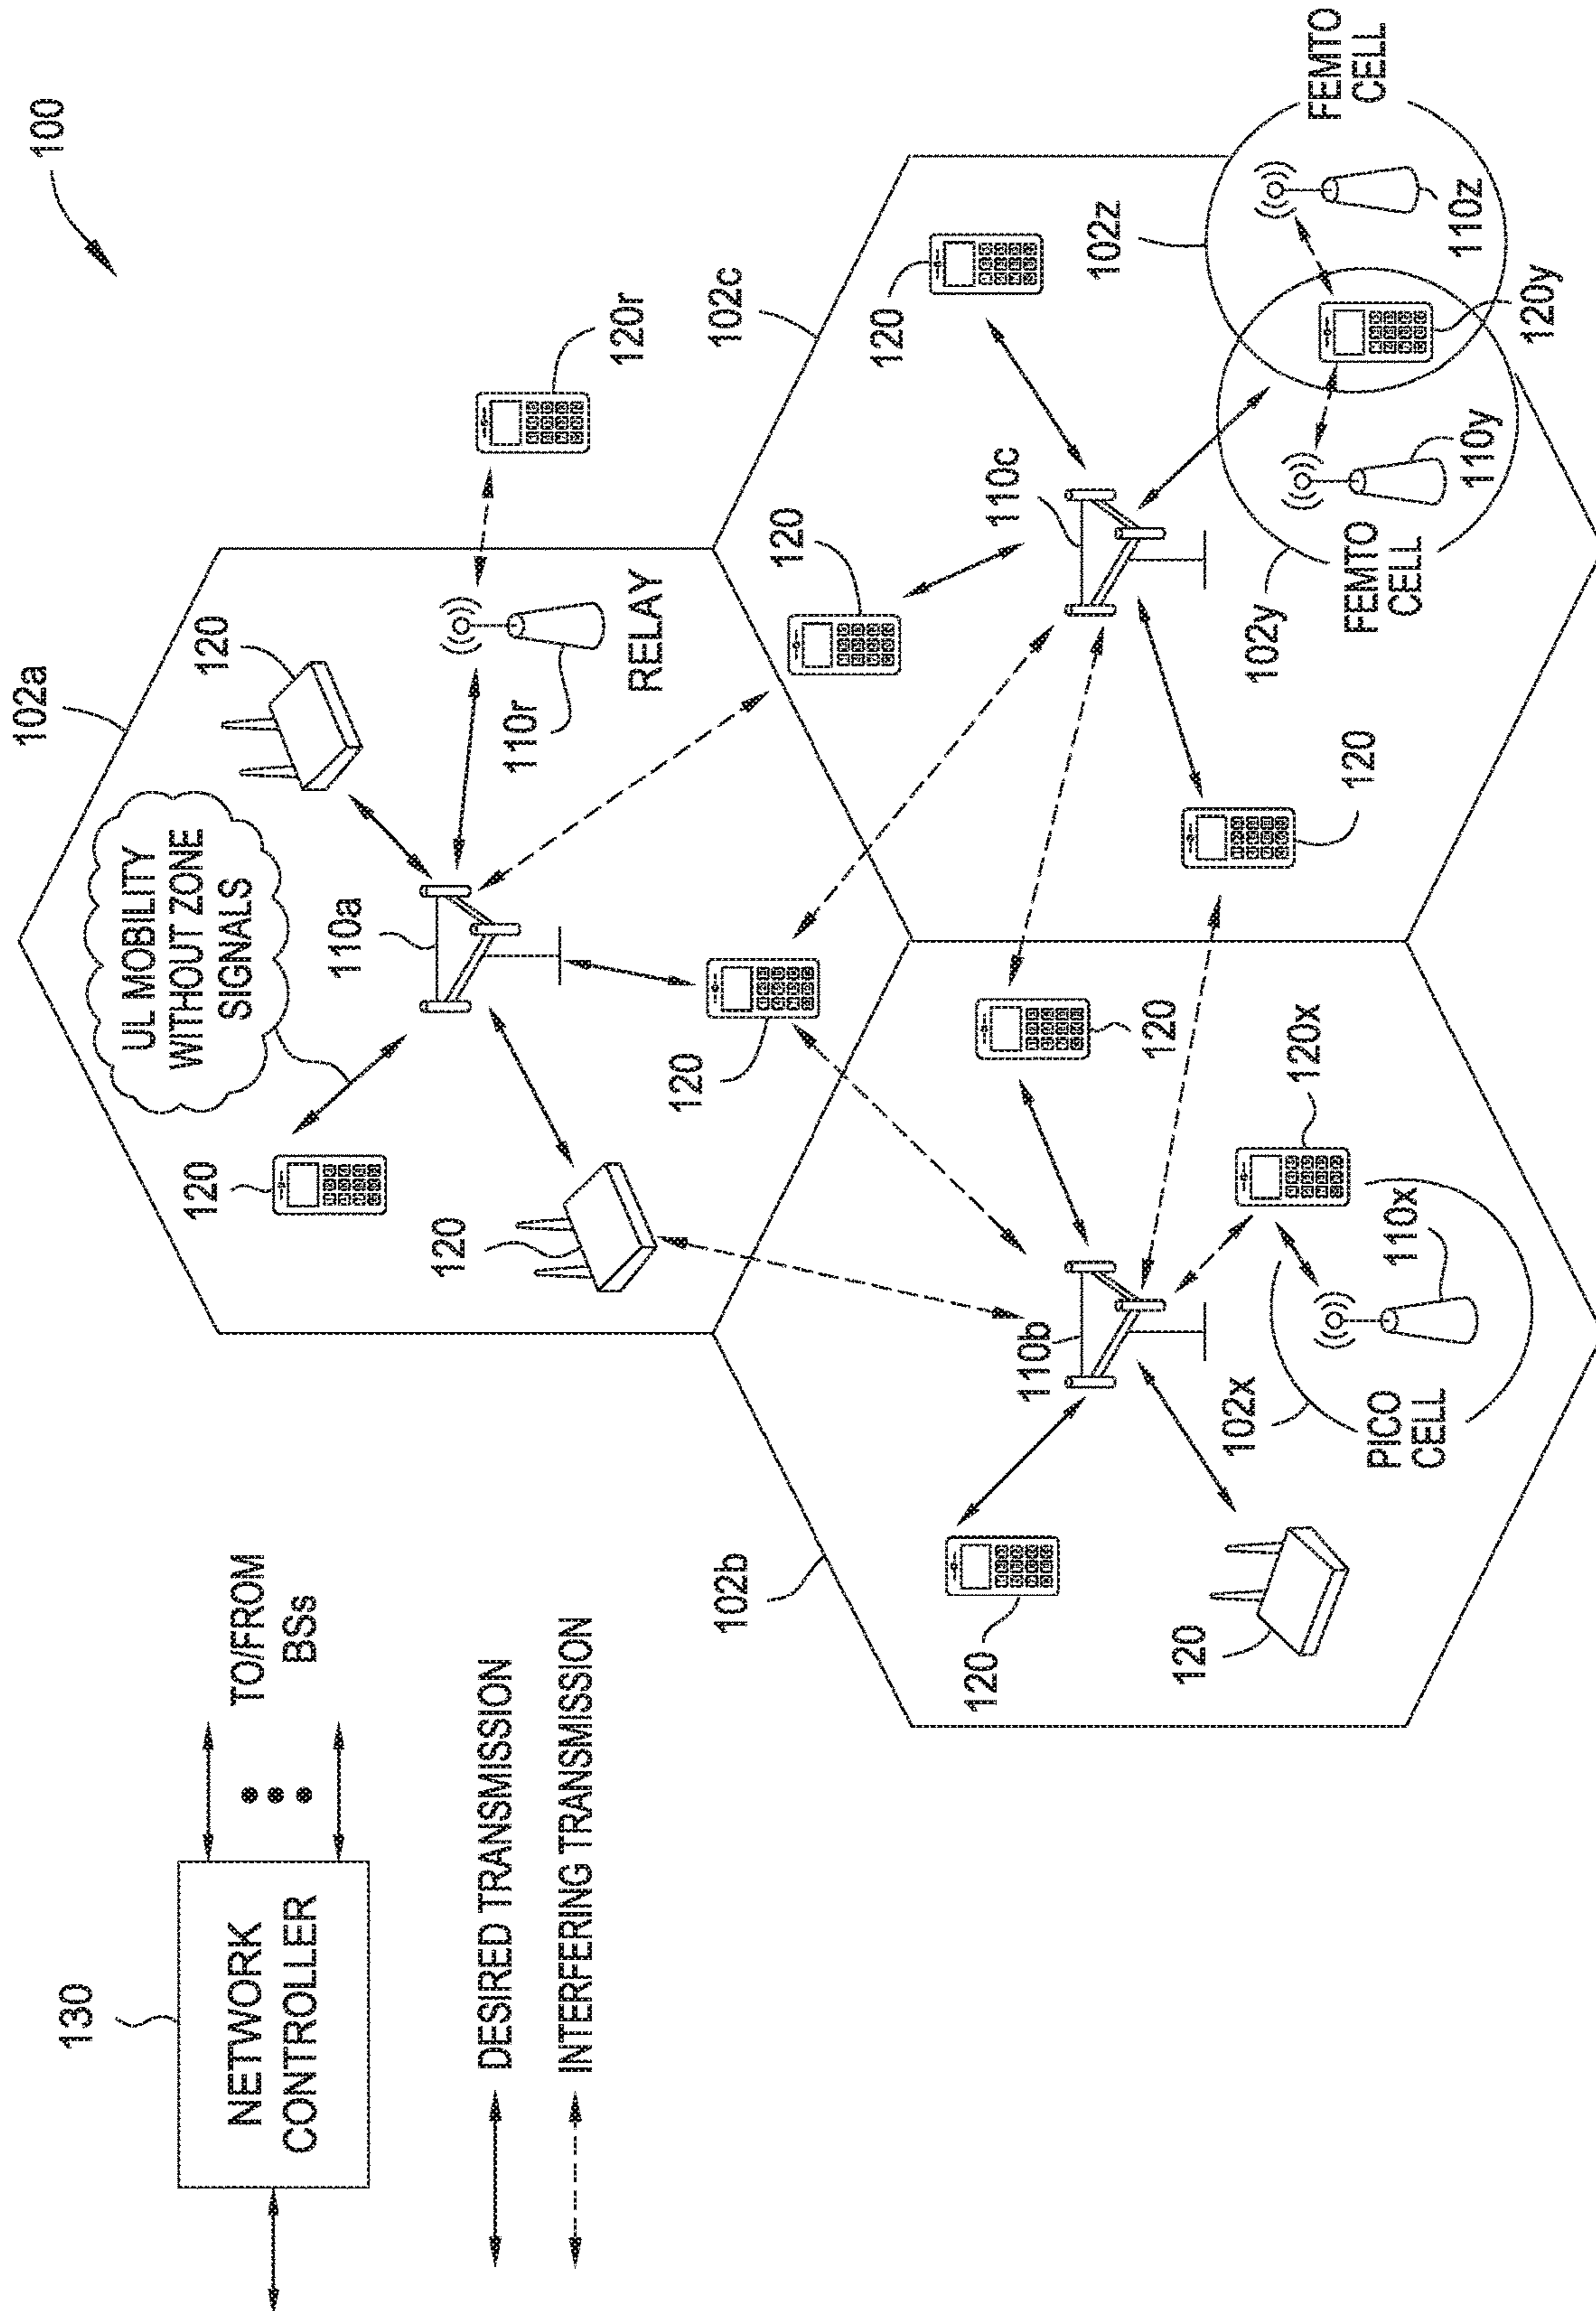 100
130
NETWORK
CONTROLLER
TO/FROM
BSs
DESIRED TRANSMISSION
INTERFERING TRANSMISSION
102a
UL MOBILITY
WITHOUT ZONE
SIGNALS
120
120
110a
120
110r
RELAY
120r
120
102b
120
120
110b
120
102x
PICO
CELL
110x
120x
102c
120
120
110c
120
102y
FEMTO
CELL
110y
120y
102z
110z
FEMTO
CELL